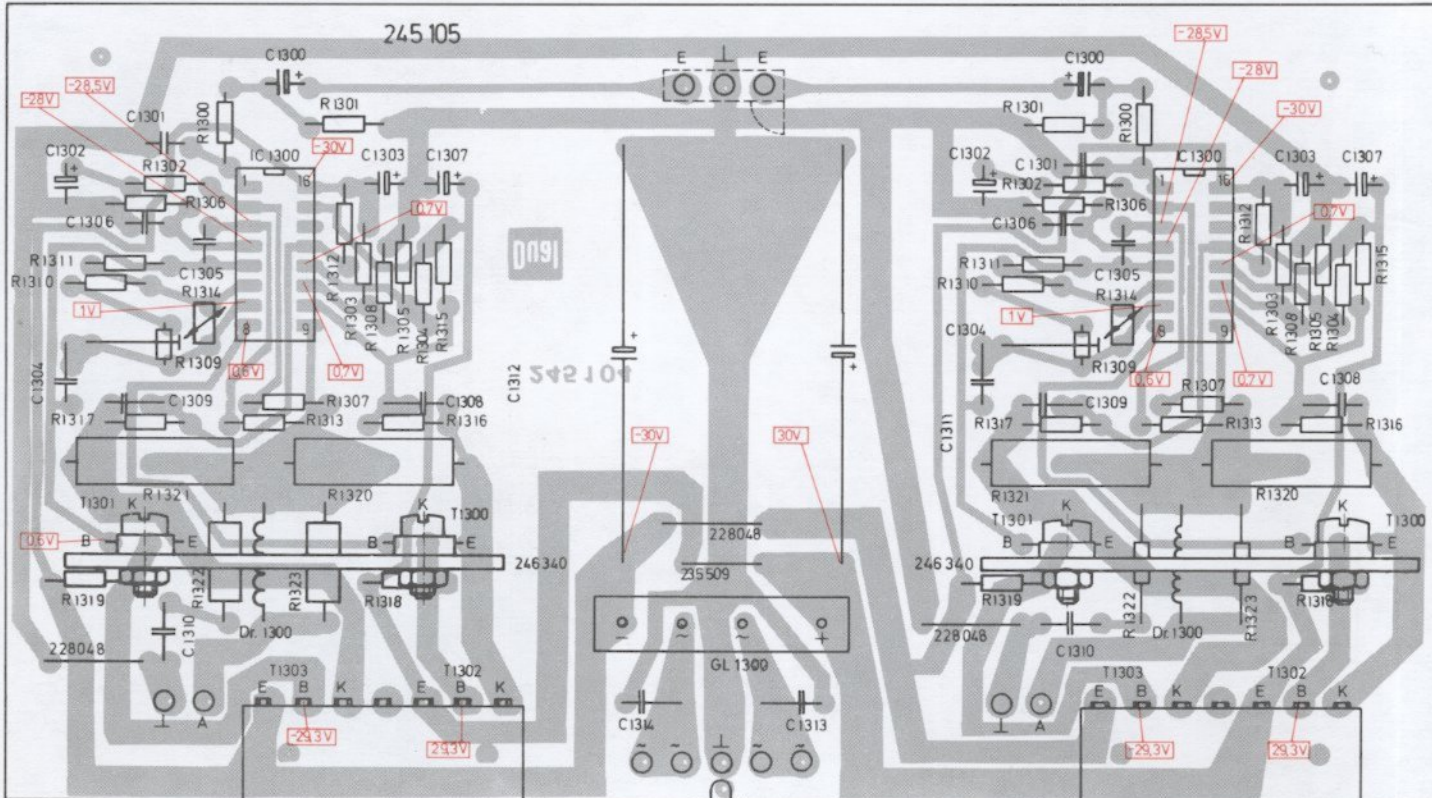 245 105
C1300
E ⊥ E
C1300
-28,5V
-28V
-28,5V
-28V
R1300
R1301
R1301
R1300
-30V
C1301
C1302
R1302
IC1300
-30V
C1303
C1307
C1302
C1301
R1302
IC1300
C1303
C1307
1
16
R1306
C1306
1
16
R1306
C1306
R1312
0,7V
0,7V
R1311
R1310
C1305
R1314
R1312
R1303
R1308
R1305
R1304
R1315
Dual
R1311
R1310
C1305
R1314
R1303
R1308
R1305
R1304
R1315
1V
8
9
1V
8
9
C1304
R1309
0,6V
0,7V
C1312
245 104
C1304
R1309
0,6V
0,7V
R1317
C1309
R1307
R1313
C1308
R1316
-30V
30V
C1311
R1317
C1309
R1307
R1313
C1308
R1316
R1321
R1320
R1321
R1320
T1301
K
K
T1300
228048
T1301
K
K
T1300
0,6V
B
E
B
E
B
E
B
E
246340
235509
246340
R1319
R1322
R1323
R1318
R1319
R1322
R1323
R1318
C1310
Dr.1300
- ~ ~ +
GL 1300
228048
C1310
Dr.1300
228048
T1303
T1302
T1303
T1302
E B K E B K
E B K E B K
⊥ A
C1314
C1313
⊥ A
-29,3V
29,3V
-29,3V
29,3V
~ ~ ⊥ ~ ~